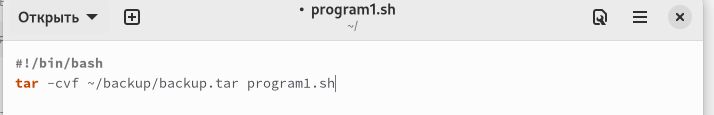 Открыть
• program1.sh
~/
#!/bin/bash
tar -cvf ~/backup/backup.tar program1.sh